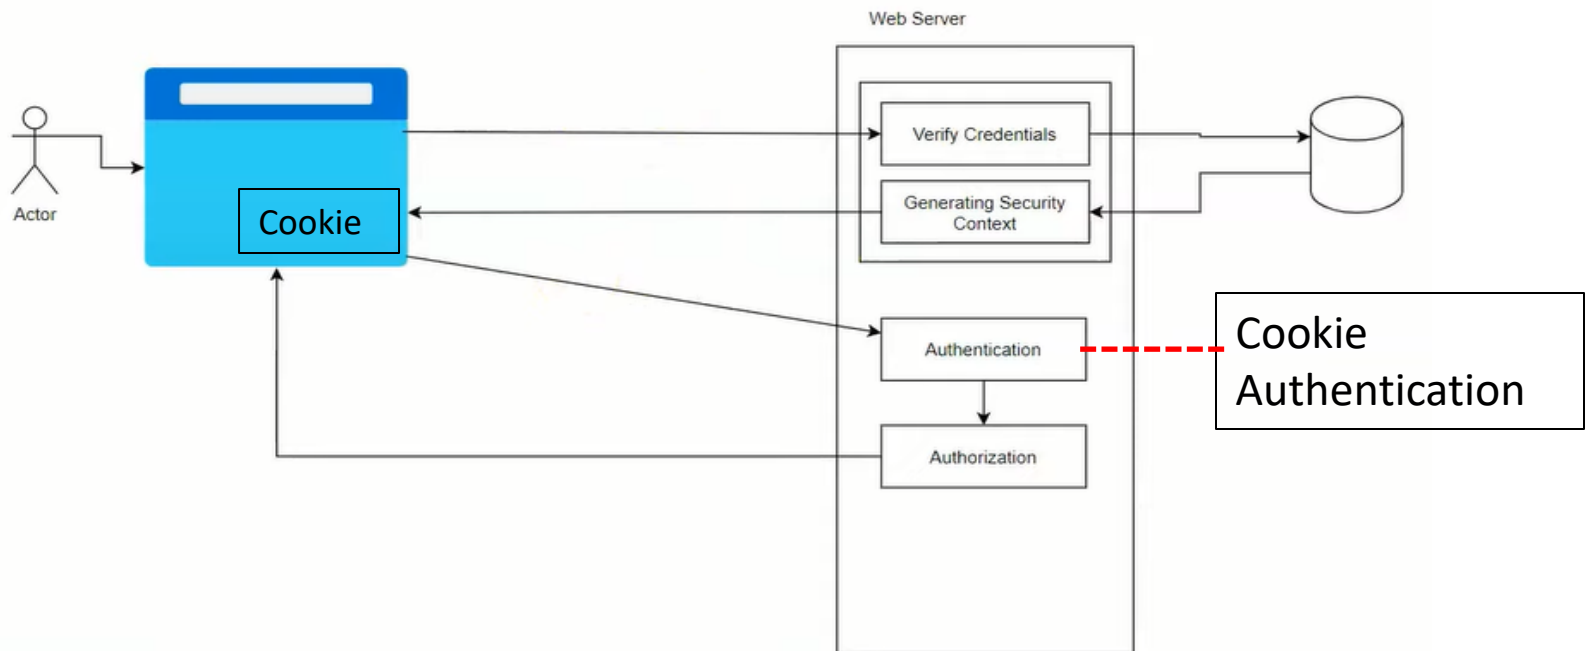 Web Server
Verify Credentials
Actor
Cookie
Generating Security
Context
Authentication
Cookie
Authentication
Authorization